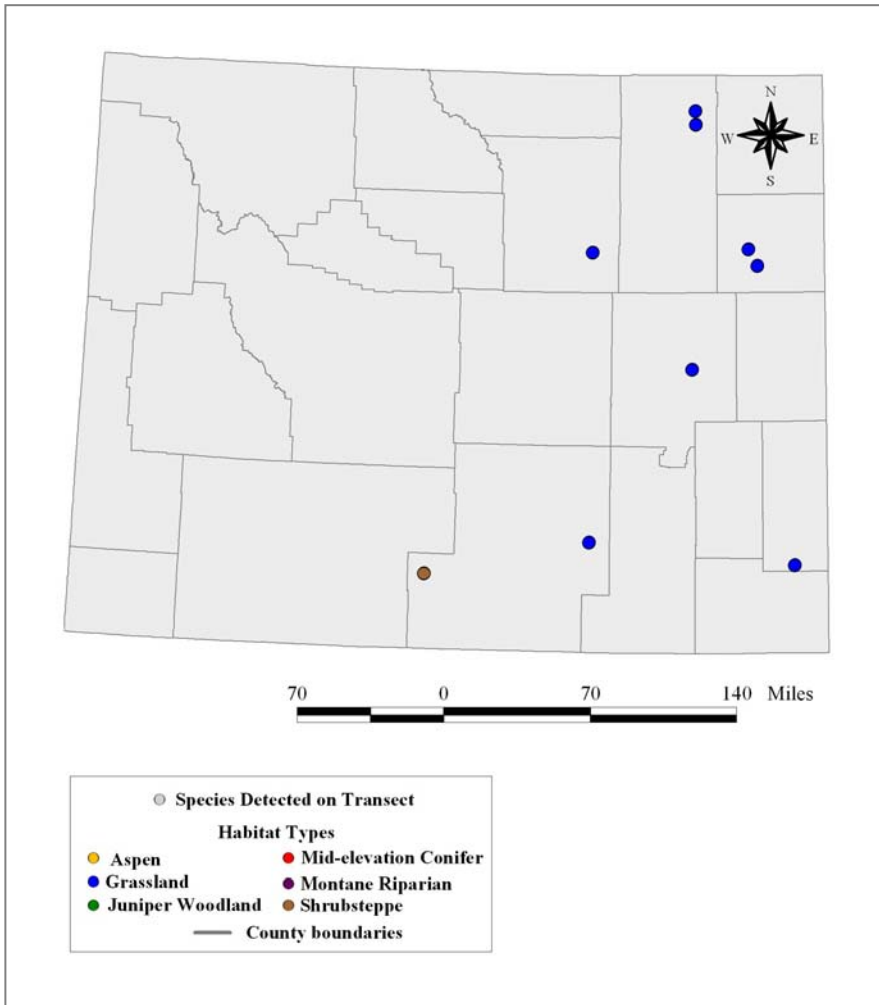 N
W E
S
70 0 70 140 Miles
Species Detected on Transect
Habitat Types
Aspen Mid-elevation Conifer
Grassland Montane Riparian
Juniper Woodland Shrubsteppe
County boundaries